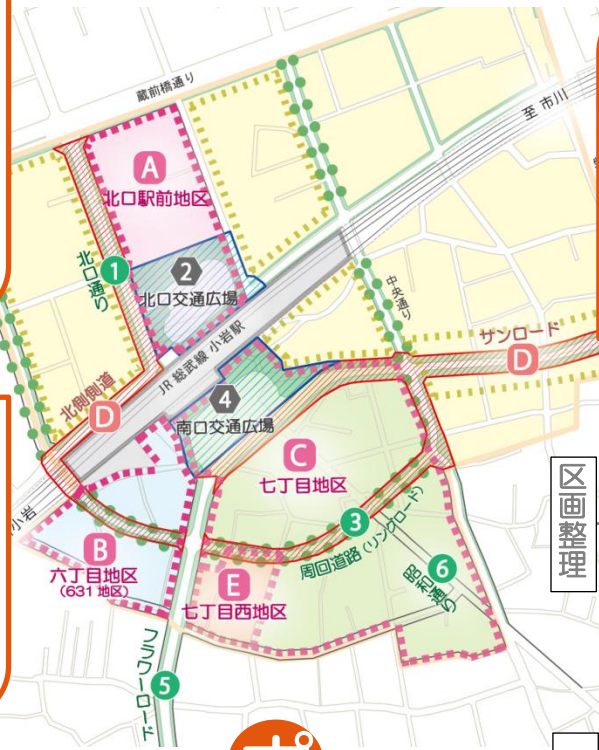 蔵前橋通り
至 市川
A
北口駅前地区
北口通り
1
2
北口交通広場
JR 総武線 小岩駅
中央通り
サンロード
D
北側側道
D
4
南口交通広場
C
七丁目地区
区画整理
小岩
3
周回道路(リングロード)
B
六丁目地区
(631 地区)
E
七丁目西地区
6
昭和通り
フラワーロード
5